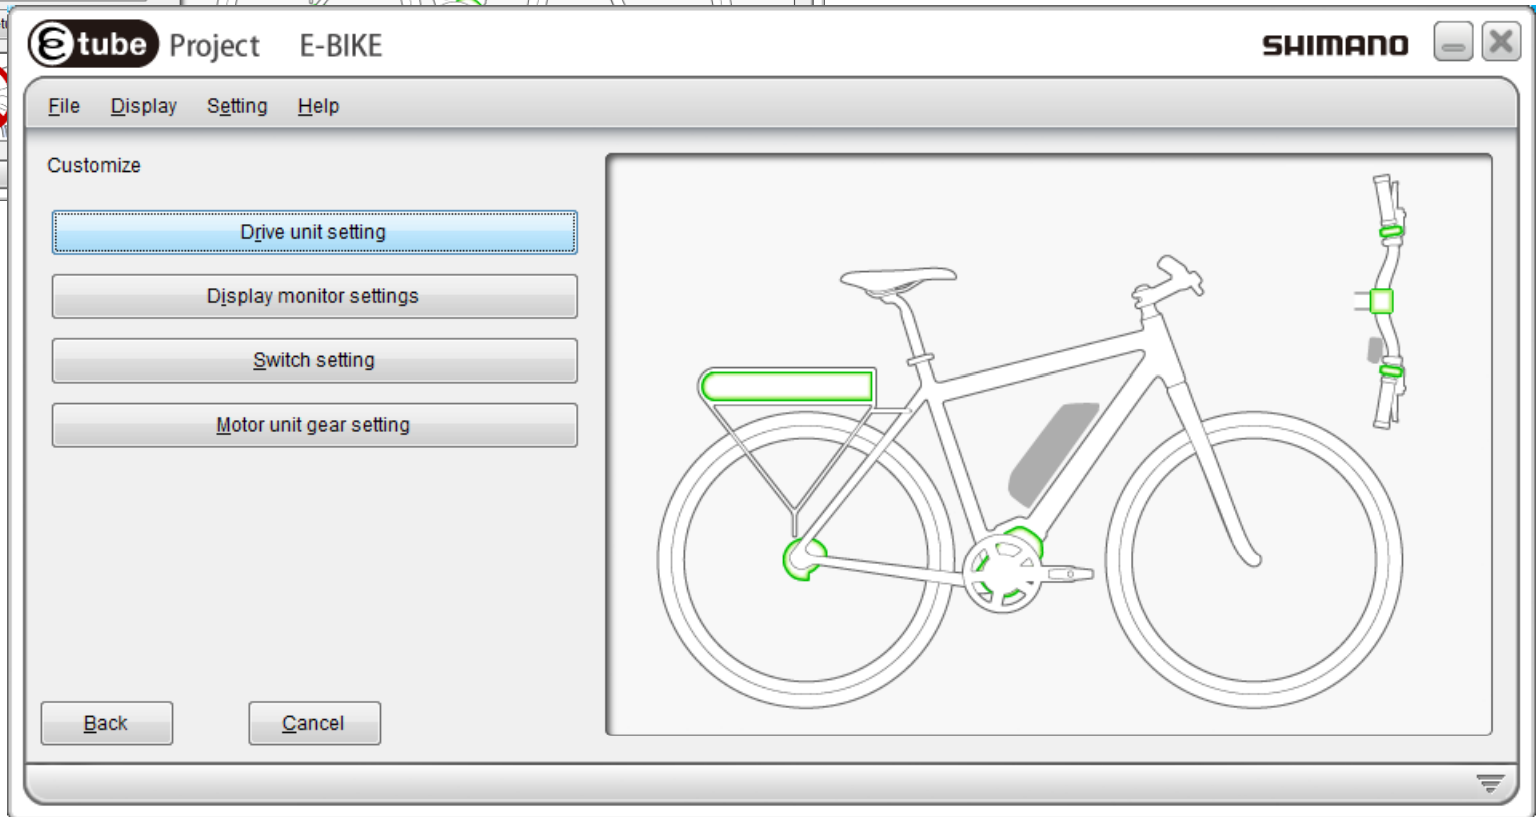 Etube Project E-BIKE SHIMANO
File Display Setting Help
Customize
Drive unit setting
Display monitor settings
Switch setting
Motor unit gear setting
Back Cancel